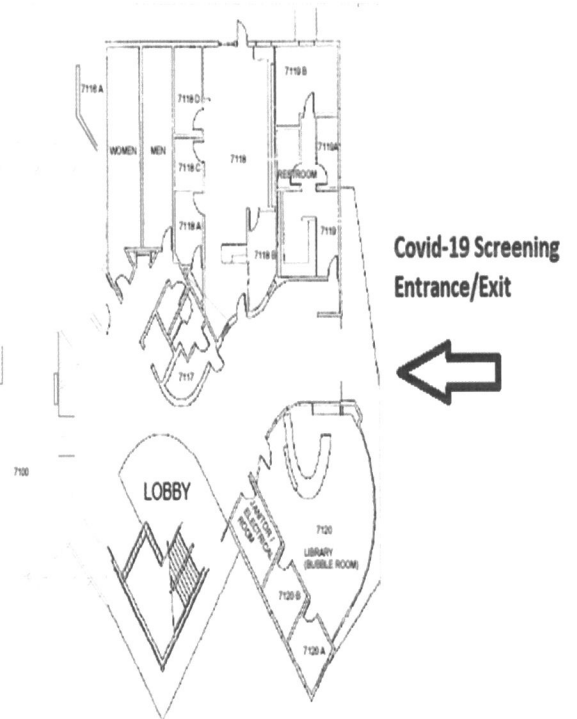 7116 A
WOMEN
MEN
7118 D
7118 C
7118 A
7118
7118 B
7119 B
7119A
RESTROOM
7119
Covid-19 Screening
Entrance/Exit
7117
7100
LOBBY
JANITOR /
ELECTRICAL
ROOM
7120
LIBRARY
(BUBBLE ROOM)
7120 B
7120 A